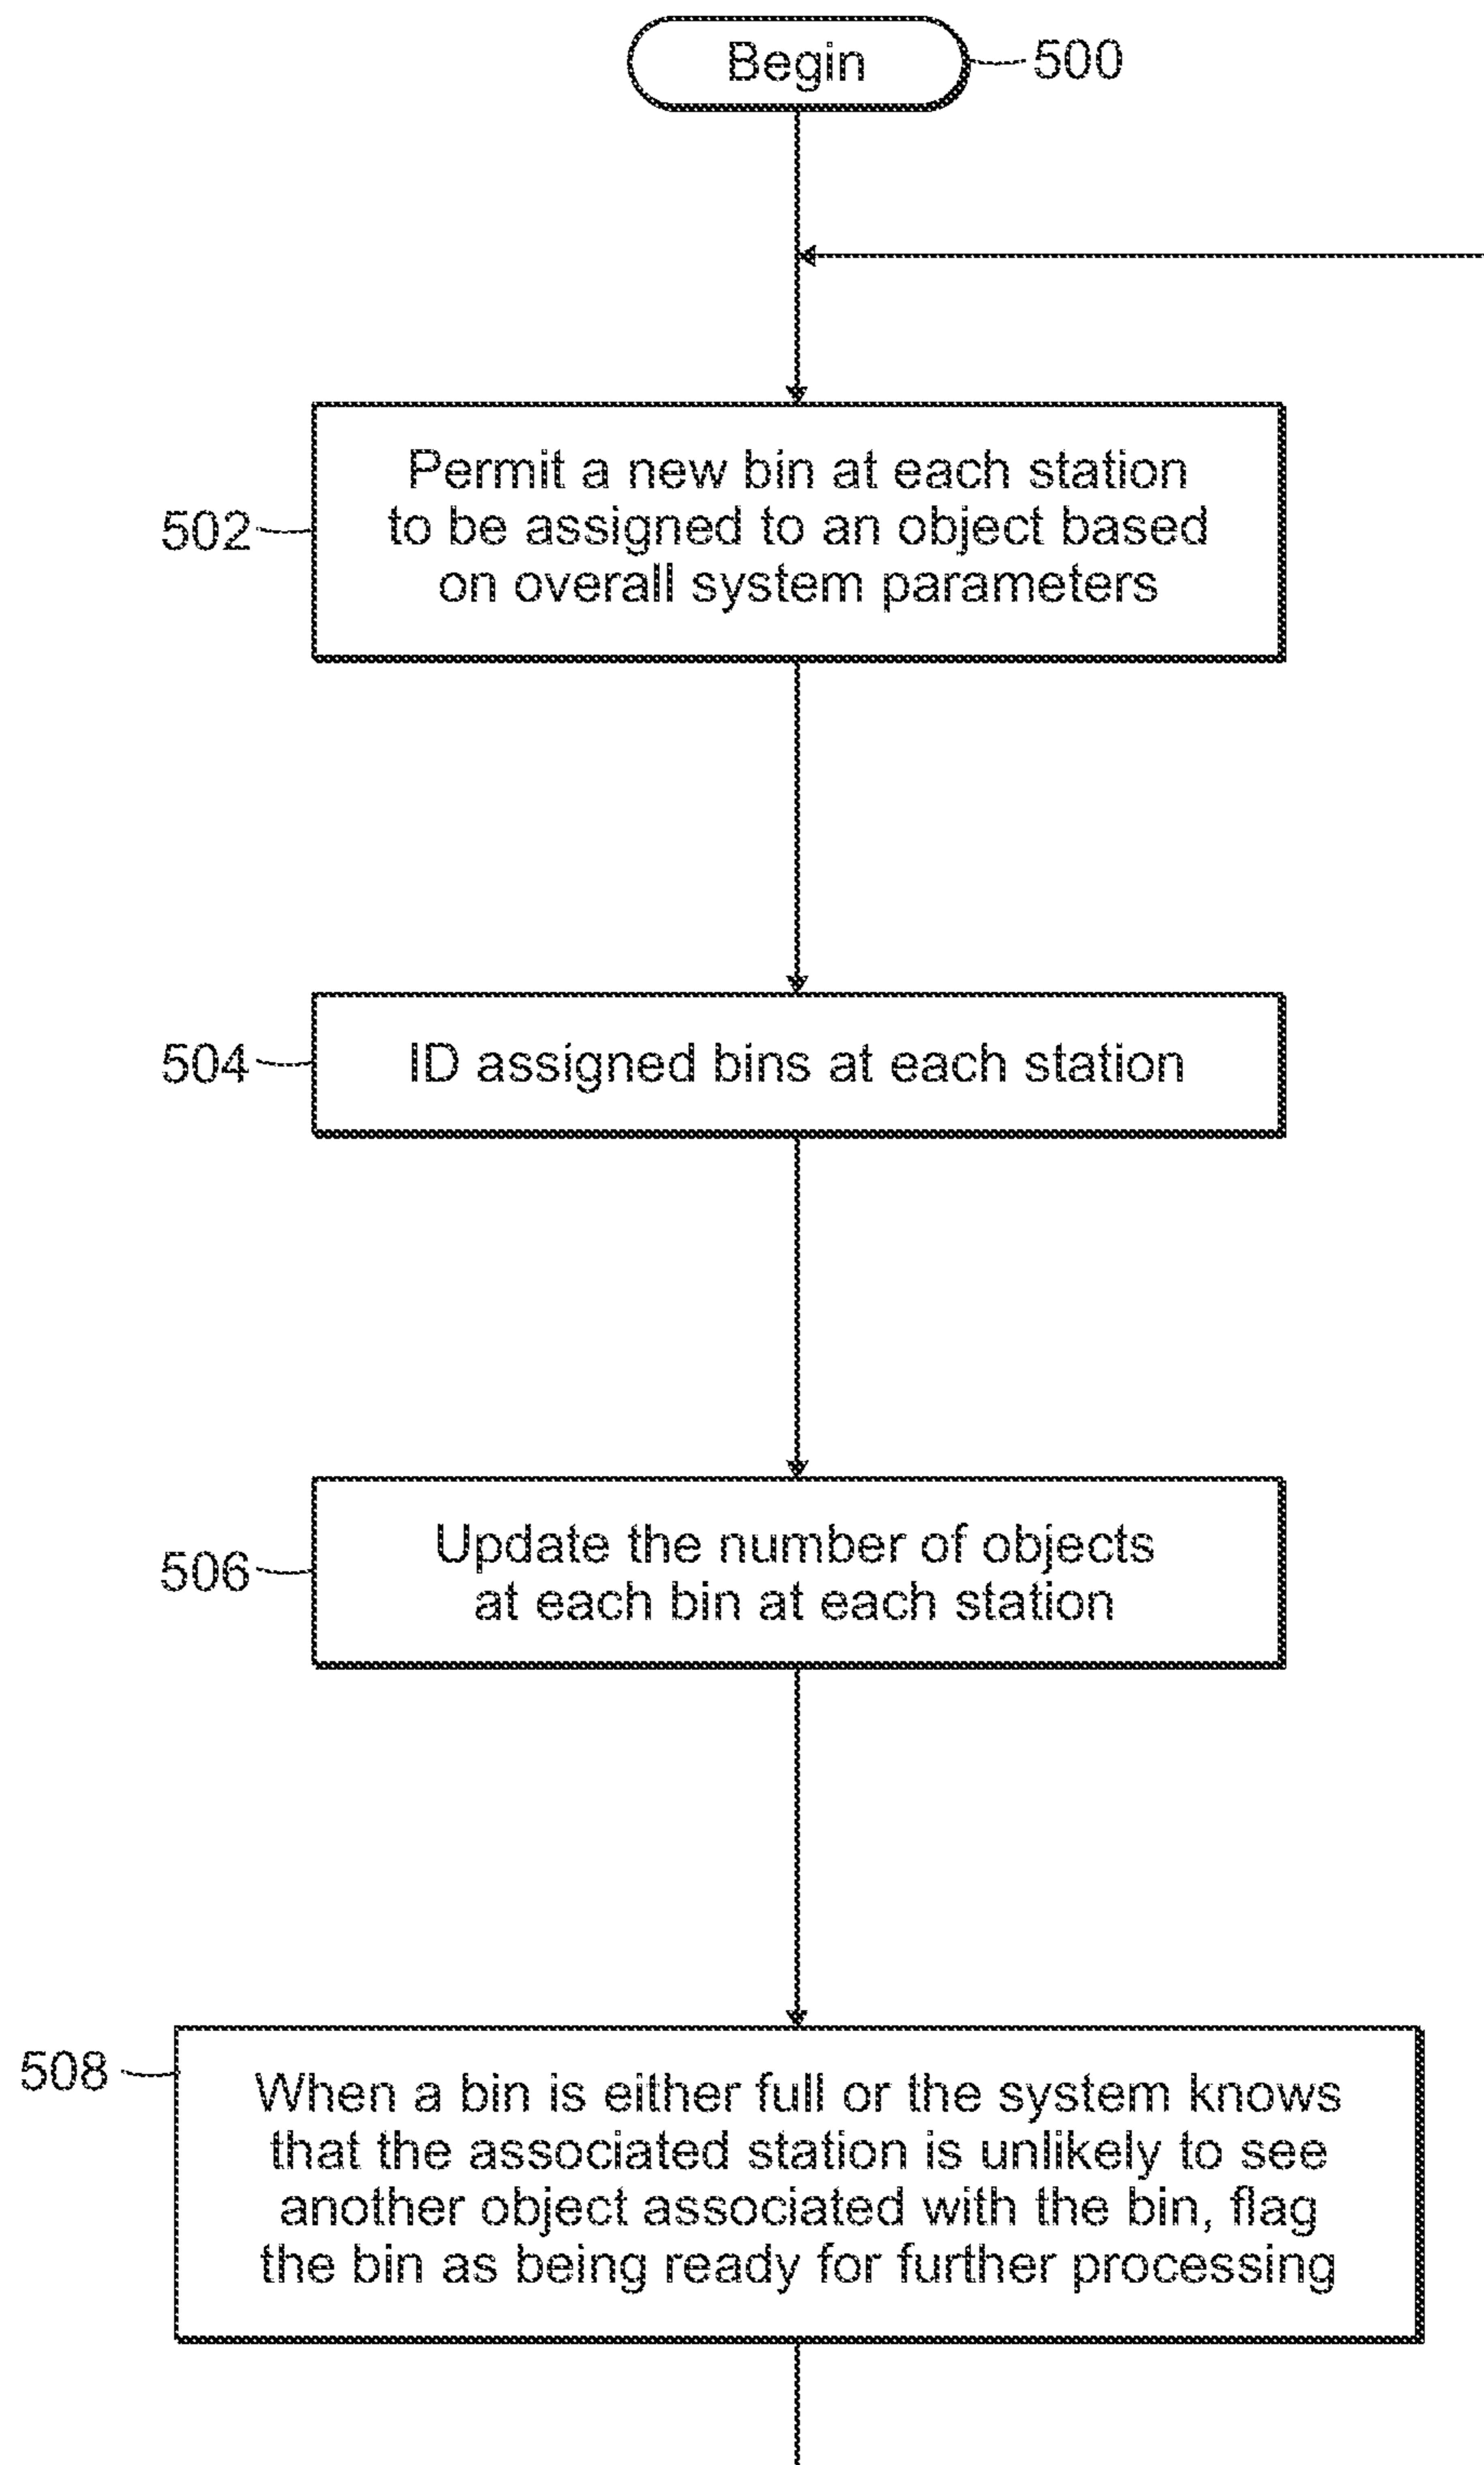 Begin
500
Permit a new bin at each station
to be assigned to an object based
on overall system parameters
502
ID assigned bins at each station
504
Update the number of objects
at each bin at each station
506
508
When a bin is either full or the system knows
that the associated station is unlikely to see
another object associated with the bin, flag
the bin as being ready for further processing